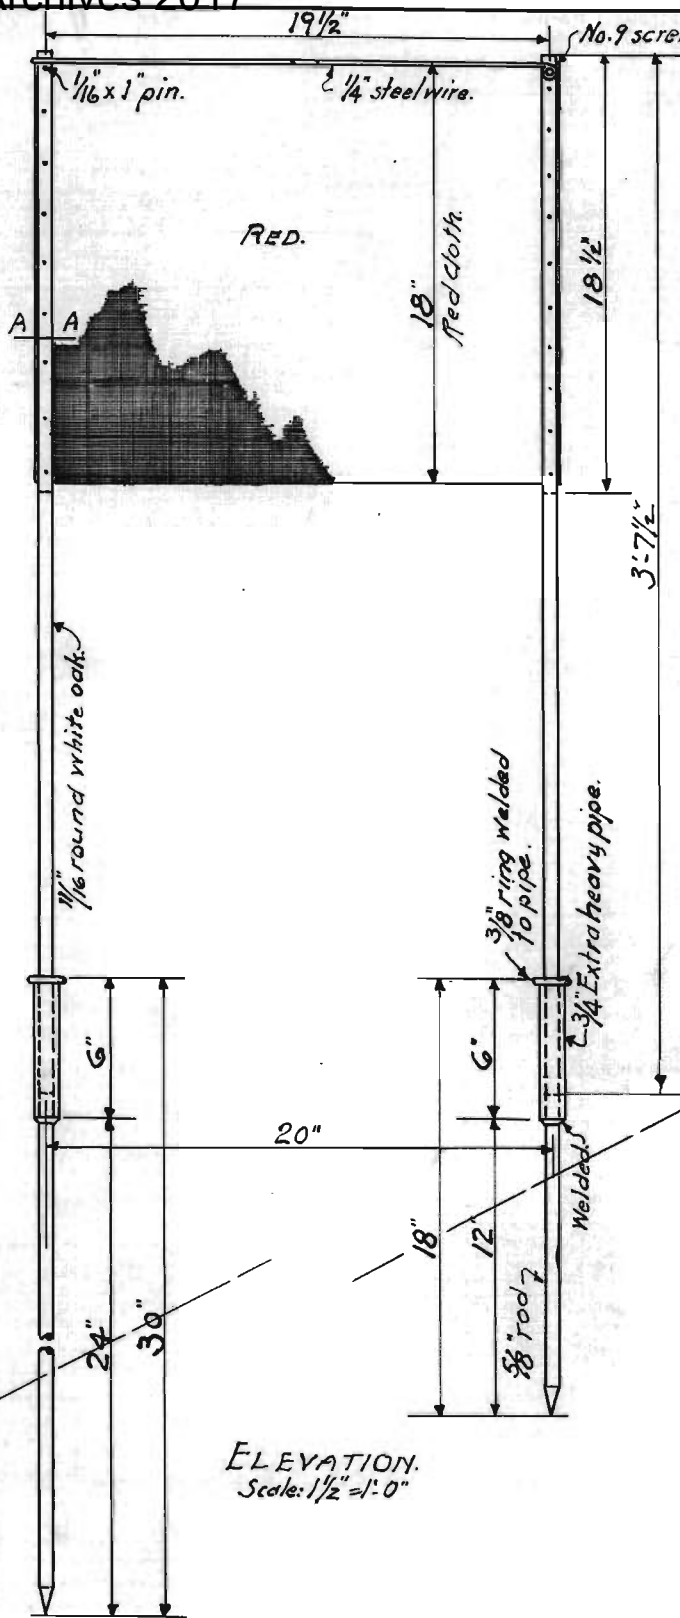 Archives 2017
19½"
No. 9 scre
1/16 x 1" pin.
¼" steel wire.
RED.
18"
Red cloth.
18½"
A A
3'-7½"
11/16" round white oak.
3/8" ring welded
to pipe.
¾" Extra heavy pipe.
6"
6"
20"
Welded.
18"
12"
5/8" rod
24"
30"
ELEVATION.
Scale: 1½" = 1'-0"